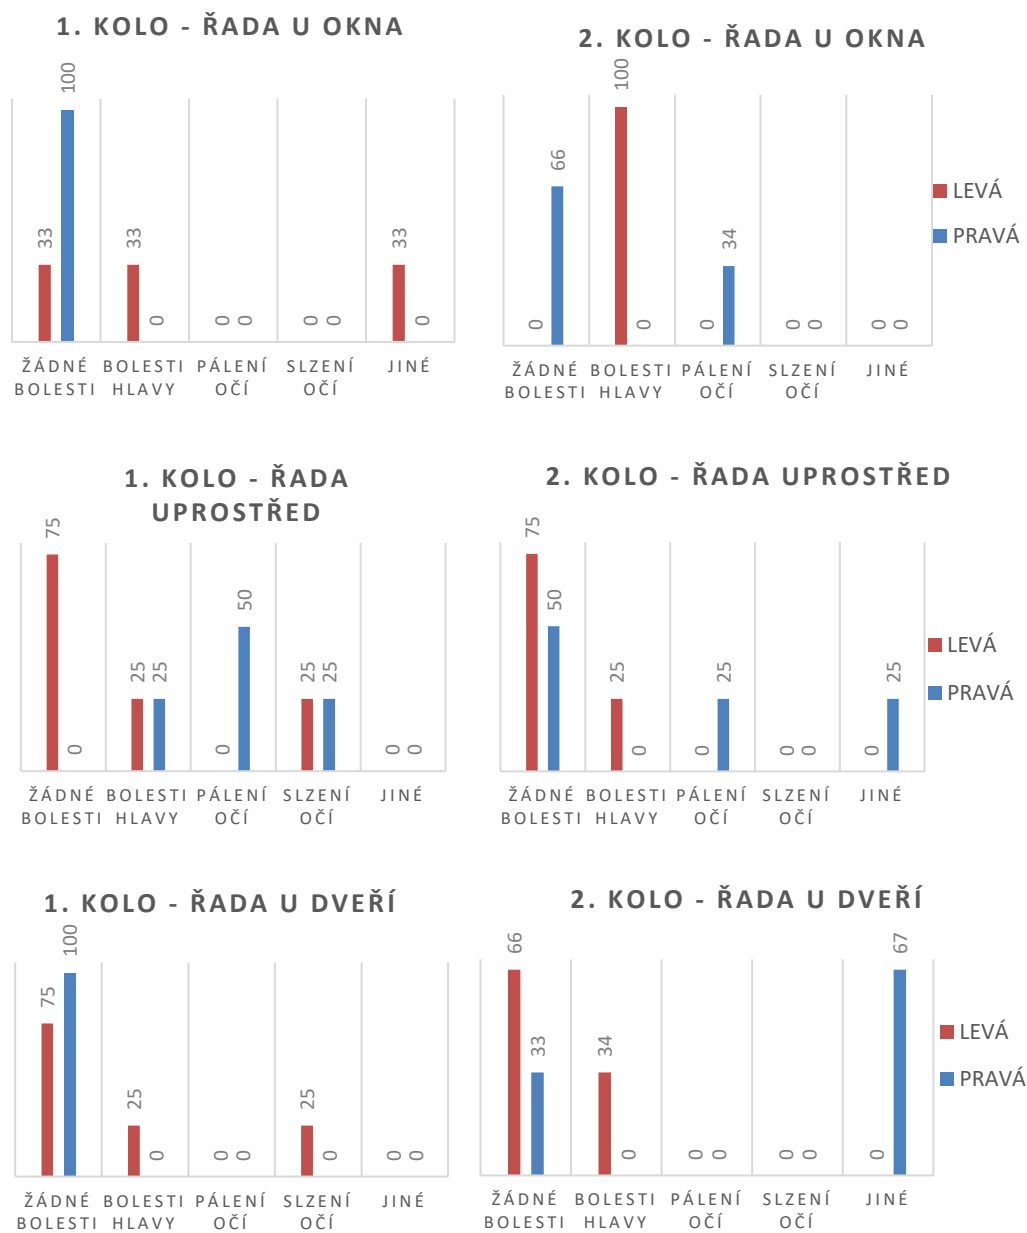 1. KOLO - ŘADA U OKNA
100
33
33
0
0
0
0
0
33
0
ŽÁDNÉ BOLESTI PÁLENÍ SLZENÍ JINÉ
BOLESTI HLAVY OČÍ OČÍ
2. KOLO - ŘADA U OKNA
0
66
100
0
0
34
0
0
0
0
LEVÁ
PRAVÁ
ŽÁDNÉ BOLESTI PÁLENÍ SLZENÍ JINÉ
BOLESTI HLAVY OČÍ OČÍ
1. KOLO - ŘADA
UPROSTŘED
75
0
25
25
0
50
25
25
0
0
ŽÁDNÉ BOLESTI PÁLENÍ SLZENÍ JINÉ
BOLESTI HLAVY OČÍ OČÍ
2. KOLO - ŘADA UPROSTŘED
75
50
25
0
0
25
0
0
0
25
LEVÁ
PRAVÁ
ŽÁDNÉ BOLESTI PÁLENÍ SLZENÍ JINÉ
BOLESTI HLAVY OČÍ OČÍ
1. KOLO - ŘADA U DVEŘÍ
75
100
25
0
0
0
25
0
0
0
ŽÁDNÉ BOLESTI PÁLENÍ SLZENÍ JINÉ
BOLESTI HLAVY OČÍ OČÍ
2. KOLO - ŘADA U DVEŘÍ
66
33
34
0
0
0
0
0
0
67
LEVÁ
PRAVÁ
ŽÁDNÉ BOLESTI PÁLENÍ SLZENÍ JINÉ
BOLESTI HLAVY OČÍ OČÍ